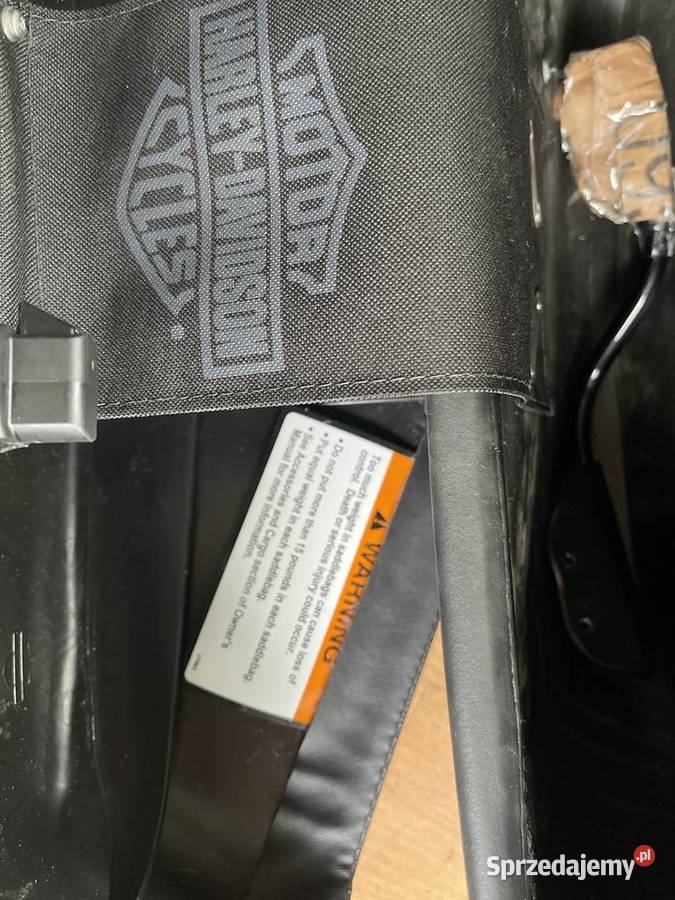 MOTOR
HARLEY-DAVIDSON
CYCLES
®
WARNING
Too much weight in saddlebags can cause loss of
control. Death or serious injury could occur.
• Do not put more than 15 pounds in each saddlebag.
• Put equal weight in each saddlebag.
• See Accessories and Cargo section of Owner's
Manual for more information.
Sprzedajemy.pl